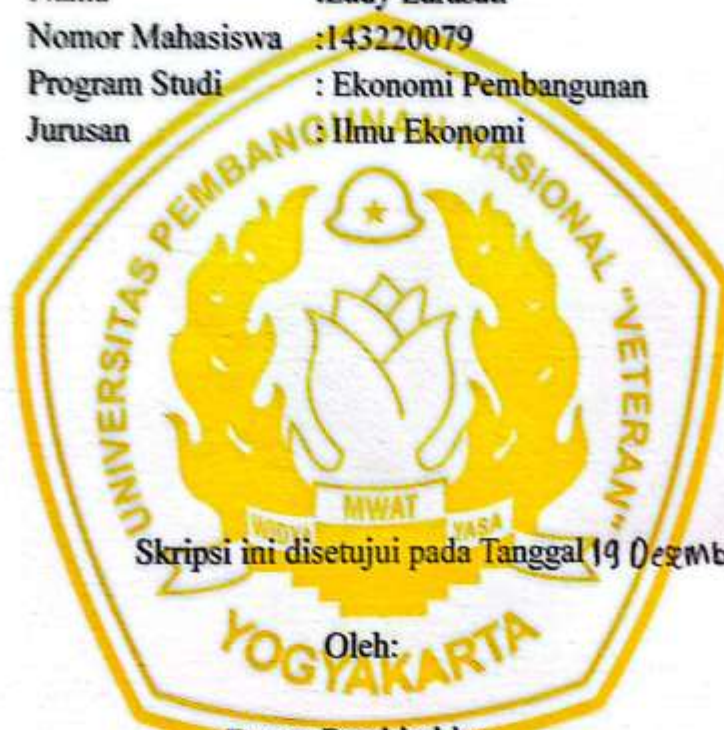 Nomor Mahasiswa :143220079
Program Studi : Ekonomi Pembangunan
Jurusan : Ilmu Ekonomi
UNIVERSITAS PEMBANGUNAN NASIONAL "VETERAN"
WIDYA MWAT YASA
Skripsi ini disetujui pada Tanggal 19
Oleh:
YOGYAKARTA